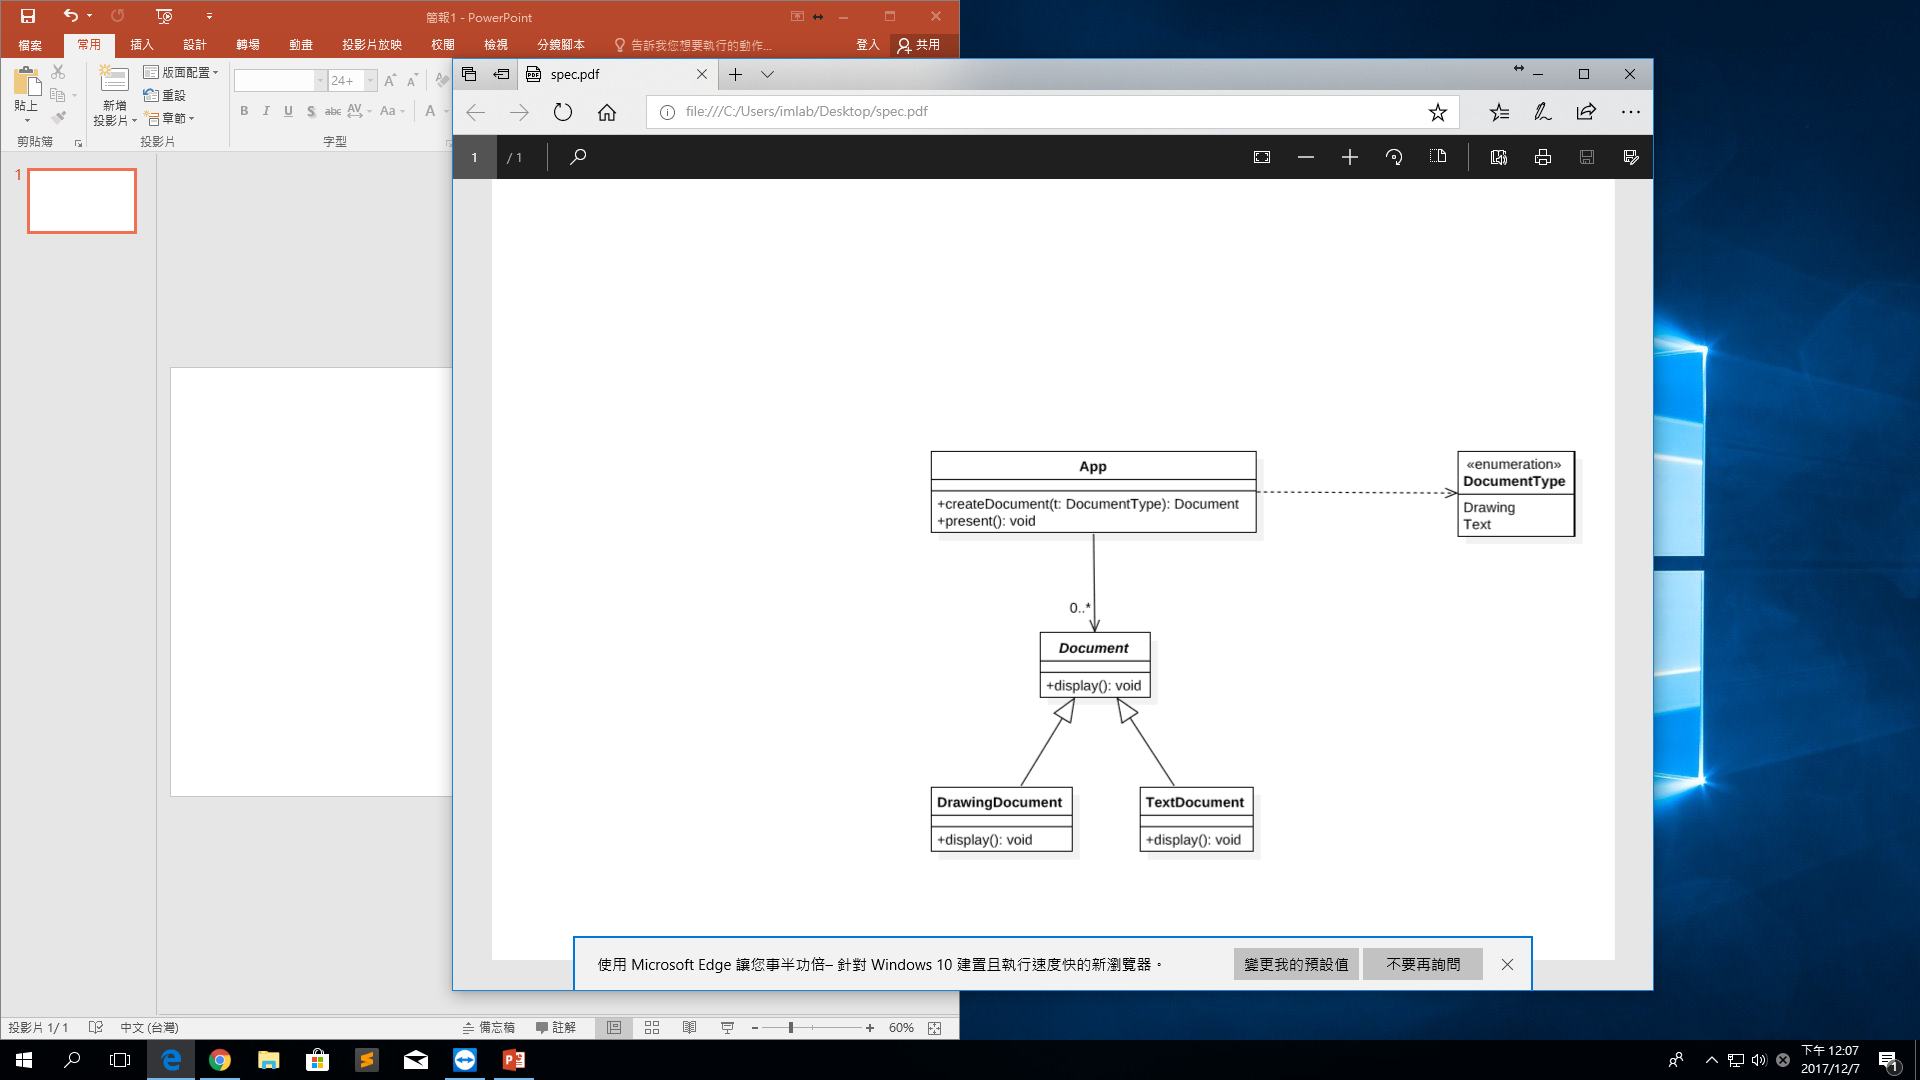 簡報1 - PowerPoint
檔案 常用 插入 設計 轉場 動畫 投影片放映 校閱 檢視 分鏡腳本 告訴我您想要執行的動作... 登入 共用
貼上
剪貼簿
新增
投影片
版面配置
重設
章節
投影片
24+
B I U S abc AV Aa A
字型
1
spec.pdf
file:///C:/Users/imlab/Desktop/spec.pdf
1 / 1
App
+createDocument(t: DocumentType): Document
+present(): void
«enumeration»
DocumentType
Drawing
Text
0..*
Document
+display(): void
DrawingDocument
+display(): void
TextDocument
+display(): void
使用 Microsoft Edge 讓您事半功倍– 針對 Windows 10 建置且執行速度快的新瀏覽器。
變更我的預設值
不要再詢問
投影片 1/ 1 中文 (台灣) 備忘稿 註解 60%
下午 12:07
2017/12/7
1